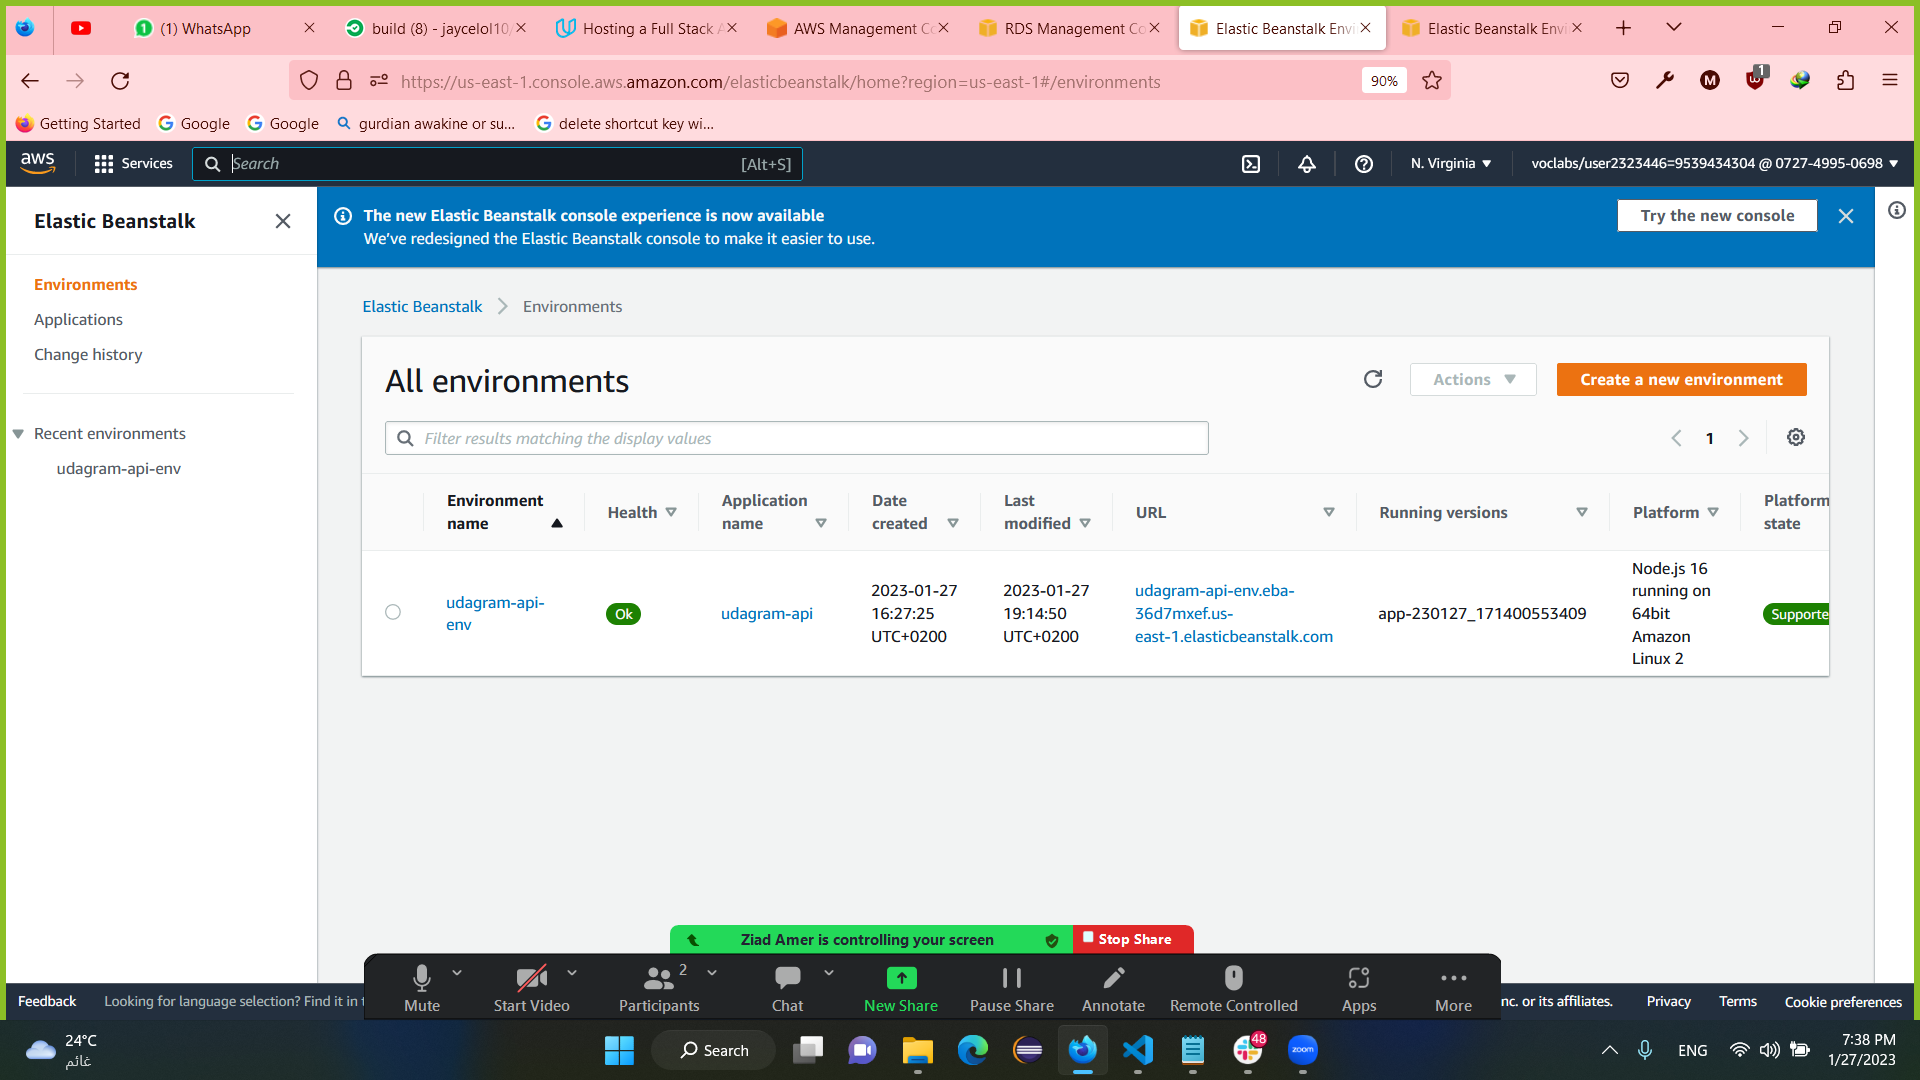 (1) WhatsApp
build (8) - jaycelol10/
Hosting a Full Stack A
AWS Management Co
RDS Management Co
Elastic Beanstalk Envi
Elastic Beanstalk Envi
https://us-east-1.console.aws.amazon.com/elasticbeanstalk/home?region=us-east-1#/environments
90%
M
1
Getting Started
Google
Google
gurdian awakine or su...
delete shortcut key wi...
aws
Services
Search
[Alt+S]
N. Virginia
voclabs/user2323446=9539434304 @ 0727-4995-0698
Elastic Beanstalk
The new Elastic Beanstalk console experience is now available
We've redesigned the Elastic Beanstalk console to make it easier to use.
Try the new console
Environments
Applications
Change history
Recent environments
udagram-api-env
Elastic Beanstalk
Environments
All environments
Actions
Create a new environment
Filter results matching the display values
1
Environment name
Health
Application name
Date created
Last modified
URL
Running versions
Platform
Platform state
udagram-api-env
Ok
udagram-api
2023-01-27 16:27:25 UTC+0200
2023-01-27 19:14:50 UTC+0200
udagram-api-env.eba-36d7mxef.us-east-1.elasticbeanstalk.com
app-230127_171400553409
Node.js 16 running on 64bit Amazon Linux 2
Supporte
Ziad Amer is controlling your screen
Stop Share
Mute
Start Video
Participants
2
Chat
New Share
Pause Share
Annotate
Remote Controlled
Apps
More
Feedback
Looking for language selection? Find it in t
nc. or its affiliates.
Privacy
Terms
Cookie preferences
24°C
غائم
Search
48
zoom
ENG
7:38 PM
1/27/2023